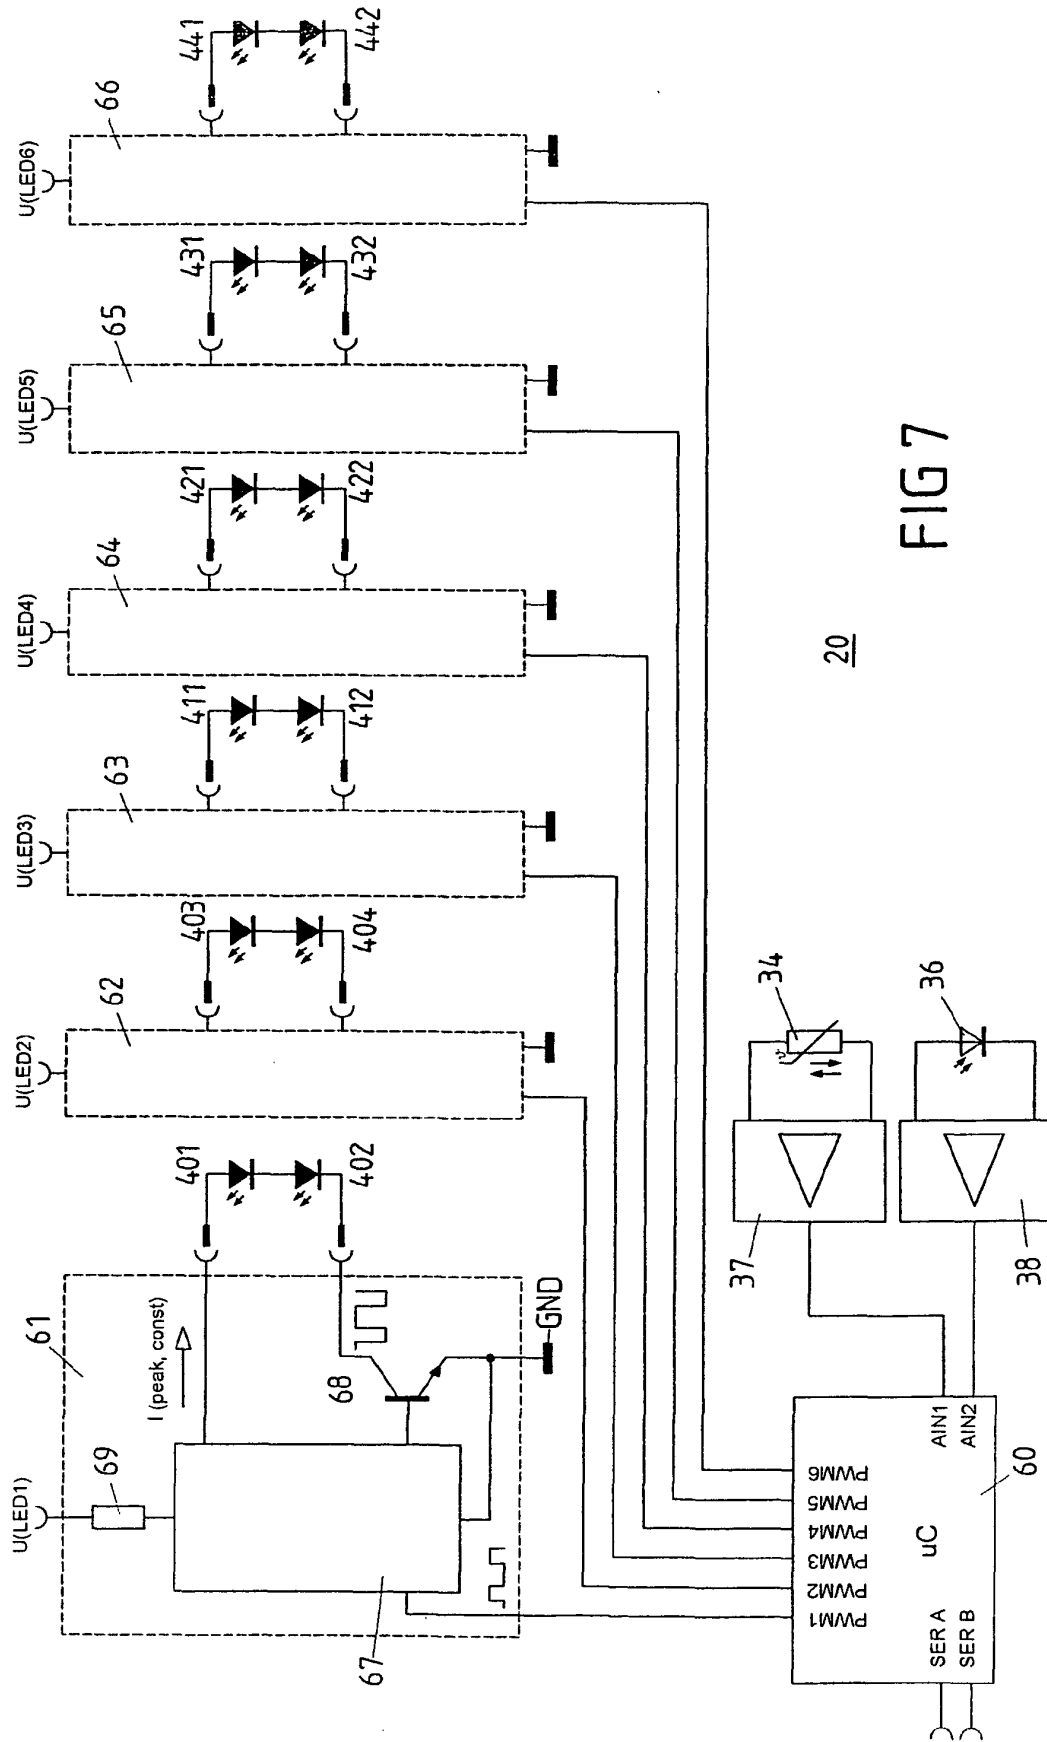 U(LED1)
U(LED2)
U(LED3)
U(LED4)
U(LED5)
U(LED6)
61
62
63
64
65
66
69
I (peak, const)
67
68
GND
401
402
403
404
411
412
421
422
431
432
441
442
PWM1
PWM2
PWM3
PWM4
PWM5
PWM6
uC
SER A
SER B
AIN1
AIN2
60
37
38
34
ϑ
36
20
FIG 7